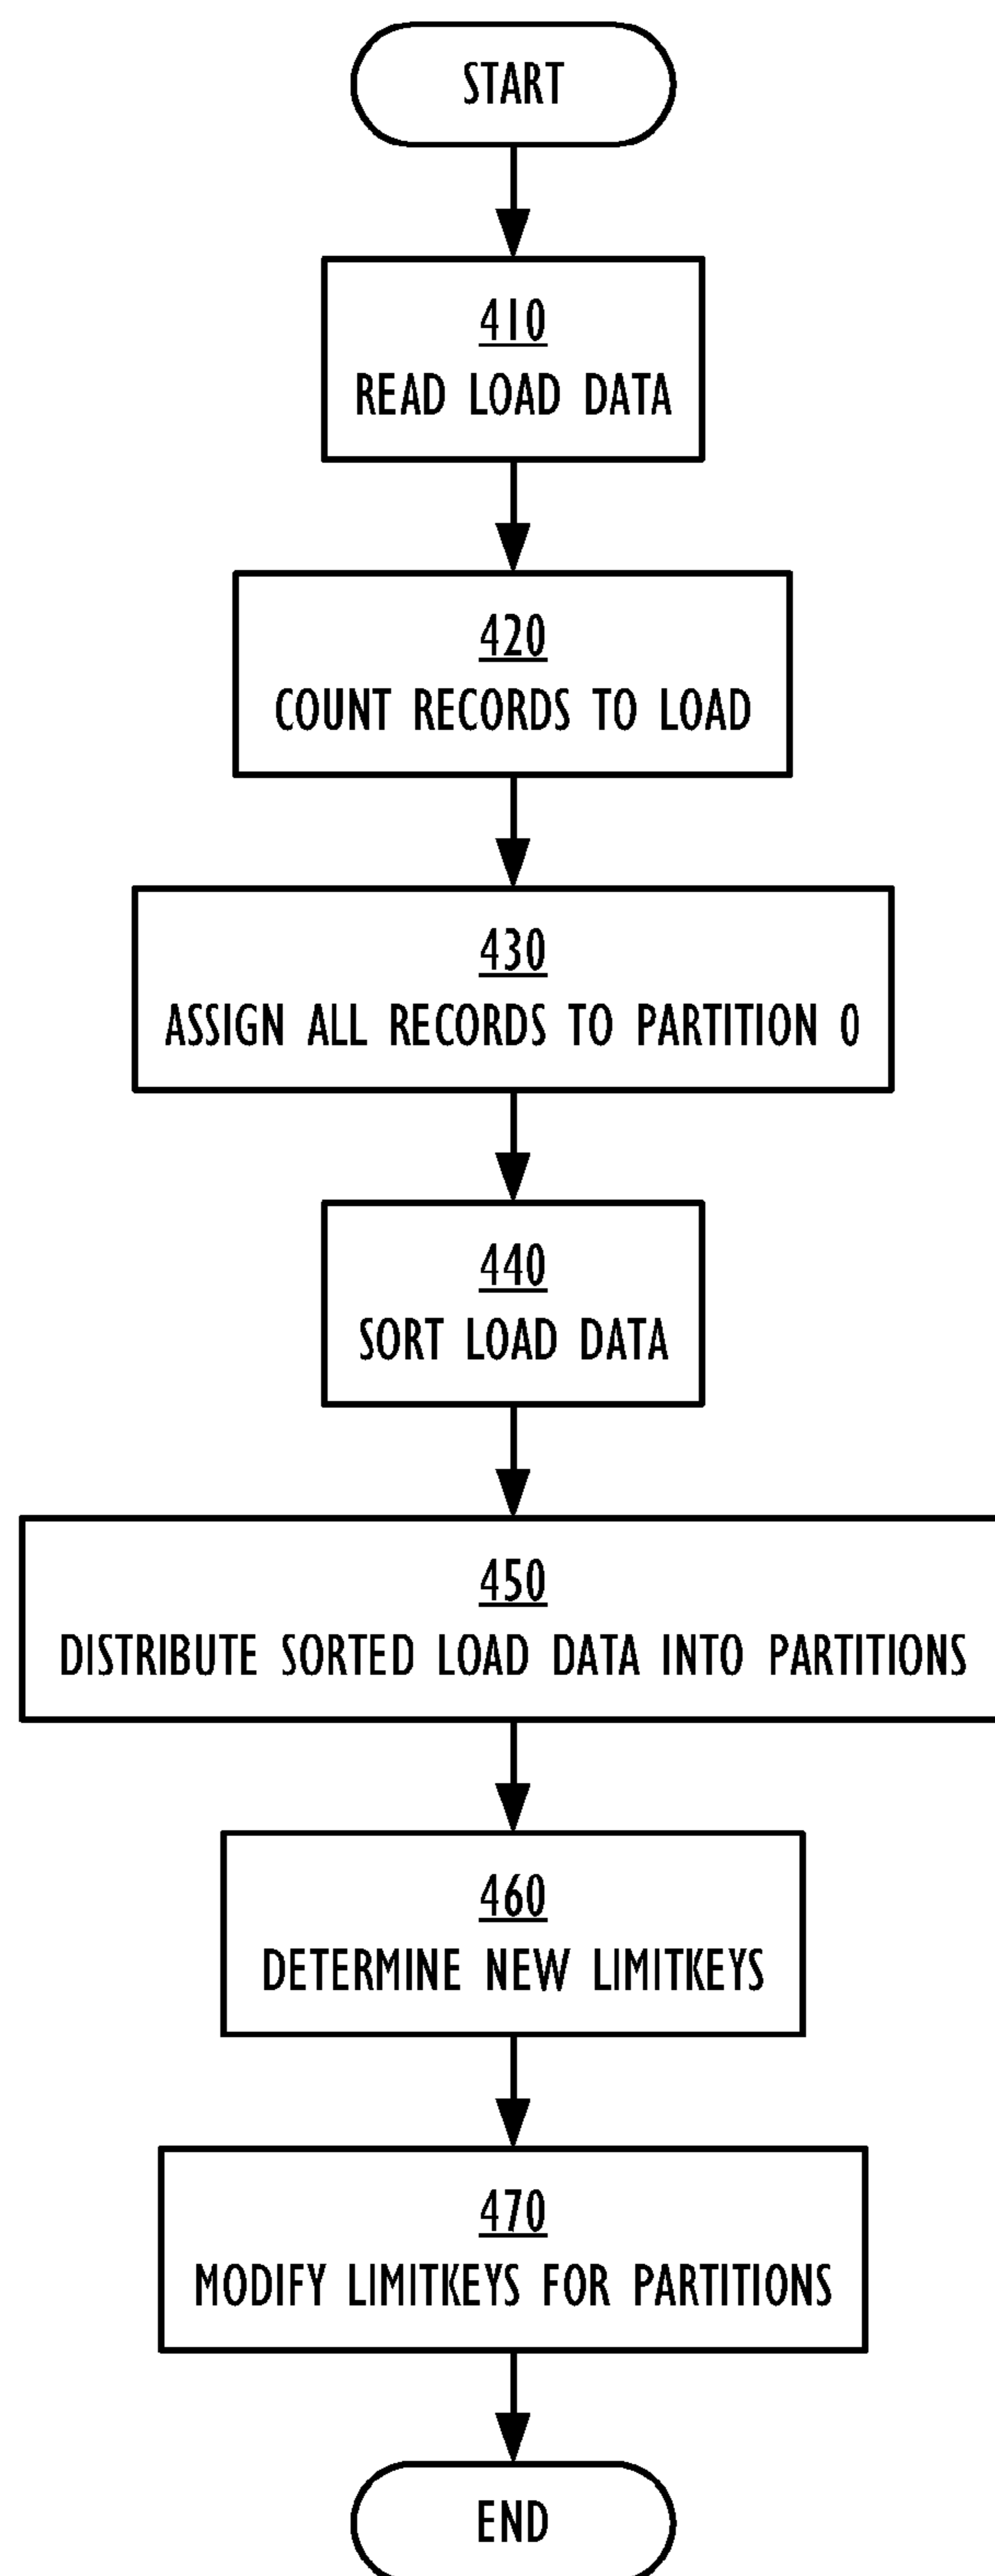 START
410
READ LOAD DATA
420
COUNT RECORDS TO LOAD
430
ASSIGN ALL RECORDS TO PARTITION 0
440
SORT LOAD DATA
450
DISTRIBUTE SORTED LOAD DATA INTO PARTITIONS
460
DETERMINE NEW LIMITKEYS
470
MODIFY LIMITKEYS FOR PARTITIONS
END